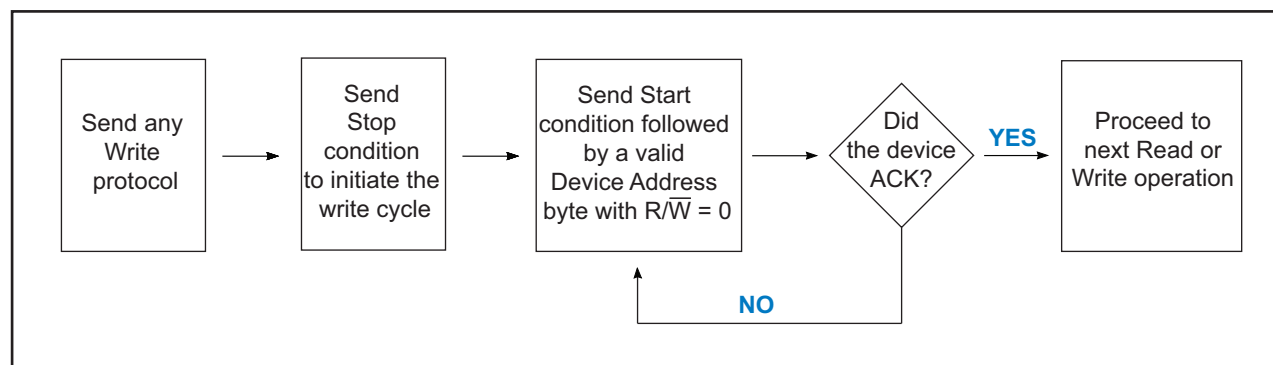 Send any
Write
protocol
Send
Stop
condition
to initiate the
write cycle
Send Start
condition followed
by a valid
Device Address
byte with R/W̅ = 0
Did
the device
ACK?
YES
NO
Proceed to
next Read or
Write operation